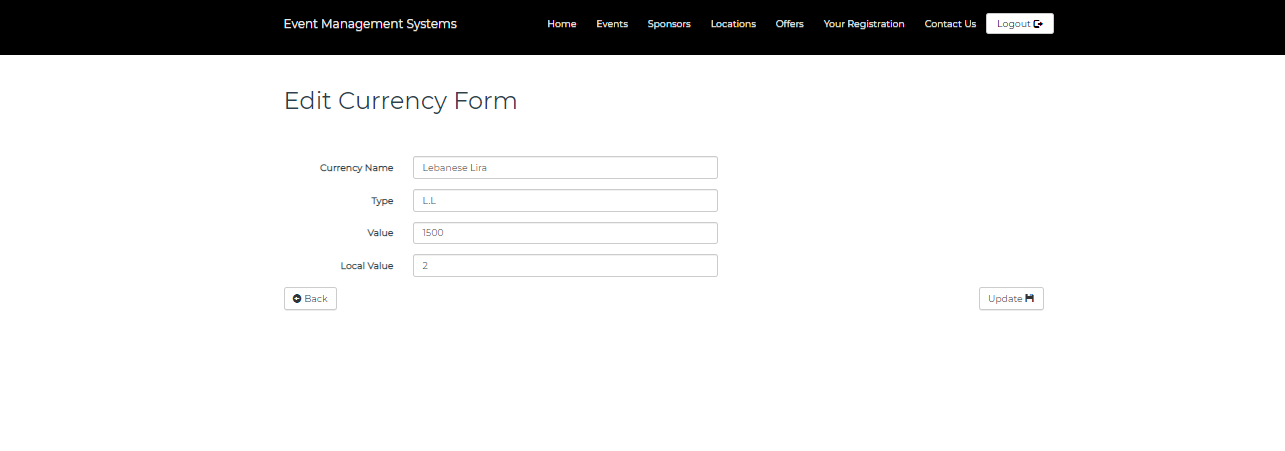 Event Management Systems Home Events Sponsors Locations Offers Your Registration Contact Us Logout
Edit Currency Form
Currency Name Lebanese Lira
Type L.L
Value 1500
Local Value 2
Back Update